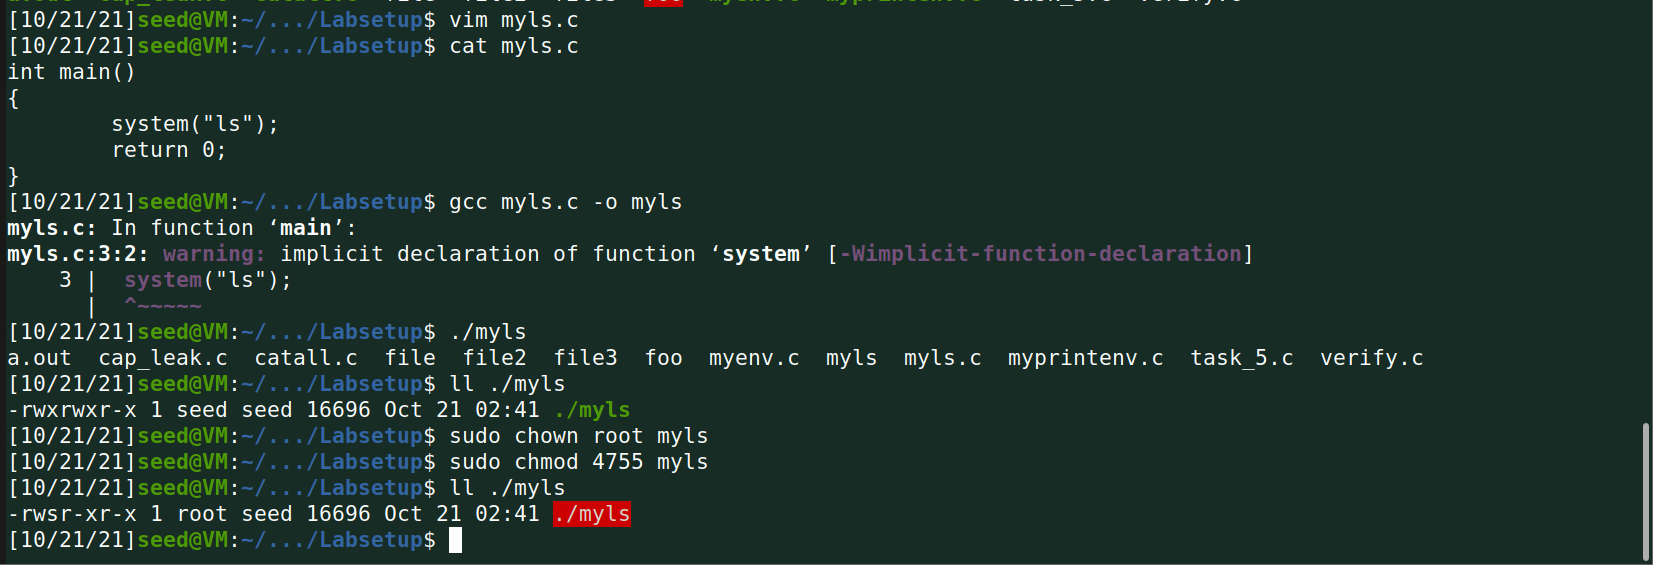 [10/21/21]seed@VM:~/.../Labsetup$ vim myls.c
[10/21/21]seed@VM:~/.../Labsetup$ cat myls.c
int main()
{
        system("ls");
        return 0;
}
[10/21/21]seed@VM:~/.../Labsetup$ gcc myls.c -o myls
myls.c: In function ‘main’:
myls.c:3:2: warning: implicit declaration of function ‘system’ [-Wimplicit-function-declaration]
    3 |  system("ls");
      |  ^~~~~~
[10/21/21]seed@VM:~/.../Labsetup$ ./myls
a.out  cap_leak.c  catall.c  file  file2  file3  foo  myenv.c  myls  myls.c  myprintenv.c  task_5.c  verify.c
[10/21/21]seed@VM:~/.../Labsetup$ ll ./myls
-rwxrwxr-x 1 seed seed 16696 Oct 21 02:41 ./myls
[10/21/21]seed@VM:~/.../Labsetup$ sudo chown root myls
[10/21/21]seed@VM:~/.../Labsetup$ sudo chmod 4755 myls
[10/21/21]seed@VM:~/.../Labsetup$ ll ./myls
-rwsr-xr-x 1 root seed 16696 Oct 21 02:41 ./myls
[10/21/21]seed@VM:~/.../Labsetup$